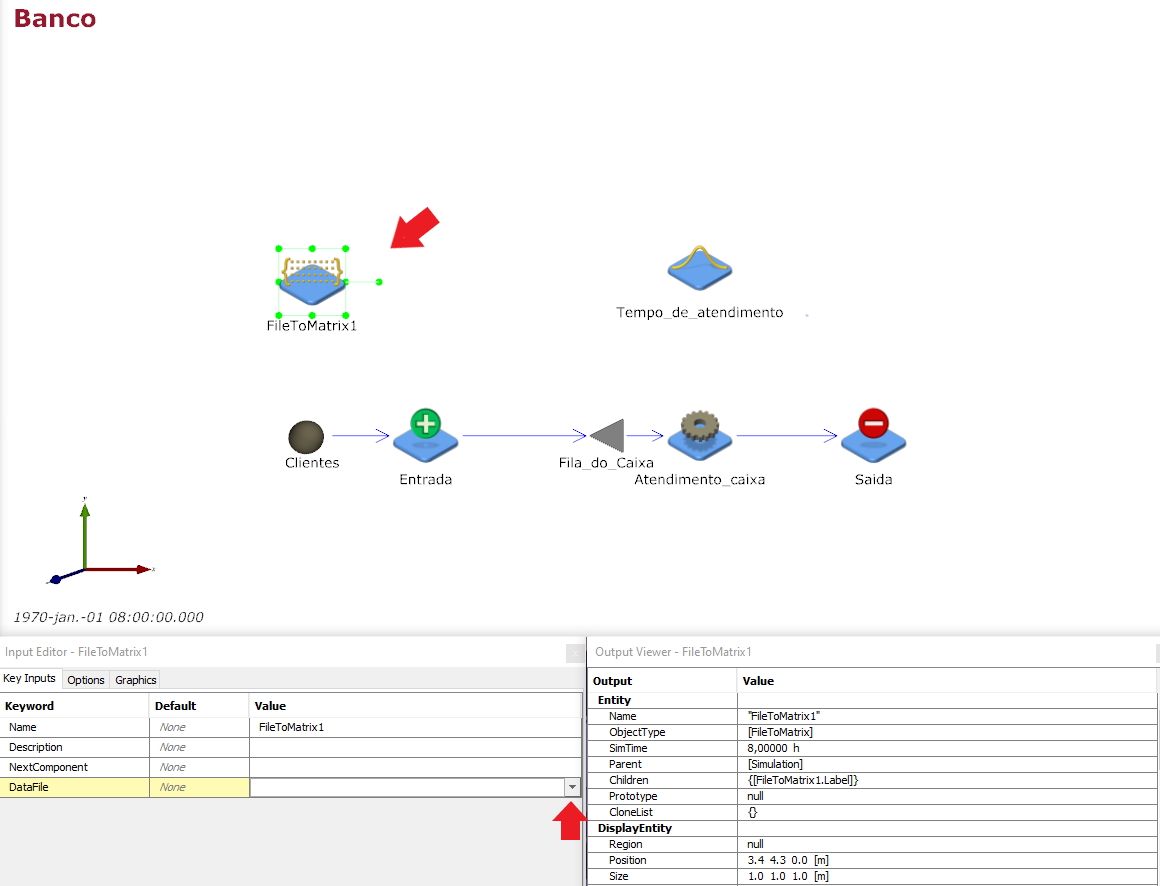 Banco
FileToMatrix1
Tempo_de_atendimento
Clientes
Entrada
Fila_do_Caixa
Atendimento_caixa
Saida
y
x
1970-jan.-01 08:00:00.000
Input Editor - FileToMatrix1
Key Inputs Options Graphics
Keyword Default Value
Name None FileToMatrix1
Description None
NextComponent None
DataFile None
Output Viewer - FileToMatrix1
Output Value
Entity
Name "FileToMatrix1"
ObjectType [FileToMatrix]
SimTime 8,00000 h
Parent [Simulation]
Children {[FileToMatrix1.Label]}
Prototype null
CloneList {}
DisplayEntity
Region null
Position 3.4 4.3 0.0 [m]
Size 1.0 1.0 1.0 [m]